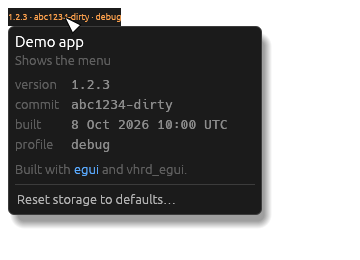 1.2.3 · abc1234-dirty · debug
Demo app
Shows the menu
version 1.2.3
commit abc1234-dirty
built 8 Oct 2026 10:00 UTC
profile debug
Built with egui and vhrd_egui.
Reset storage to defaults…